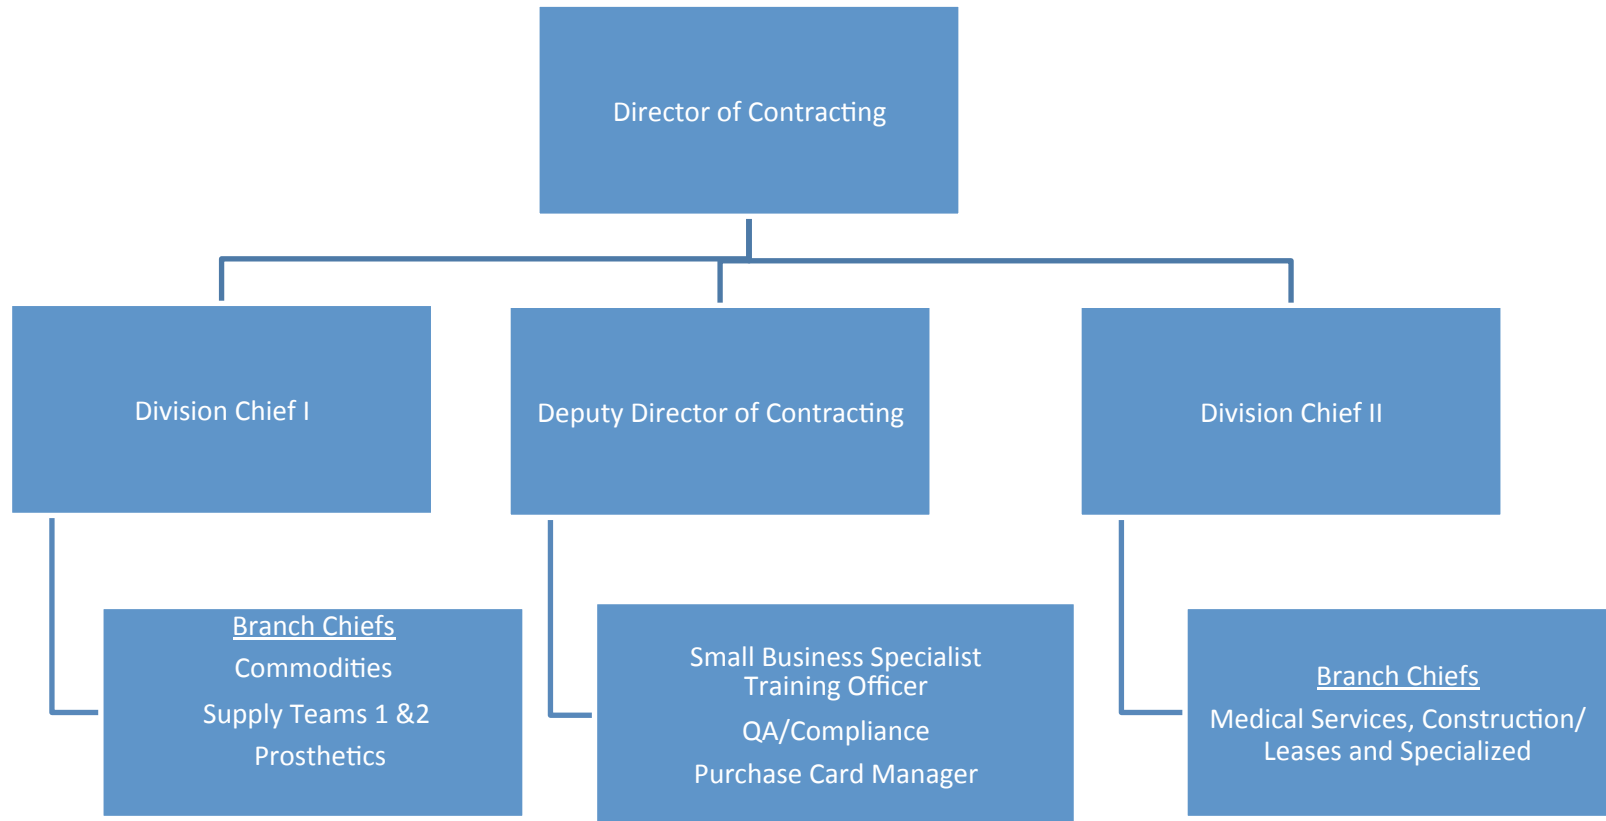 Director of Contracting
Division Chief I
Deputy Director of Contracting
Division Chief II
Branch Chiefs
Commodities
Supply Teams 1 &2
Prosthetics
Small Business Specialist
Training Officer
QA/Compliance
Purchase Card Manager
Branch Chiefs
Medical Services, Construction/
Leases and Specialized